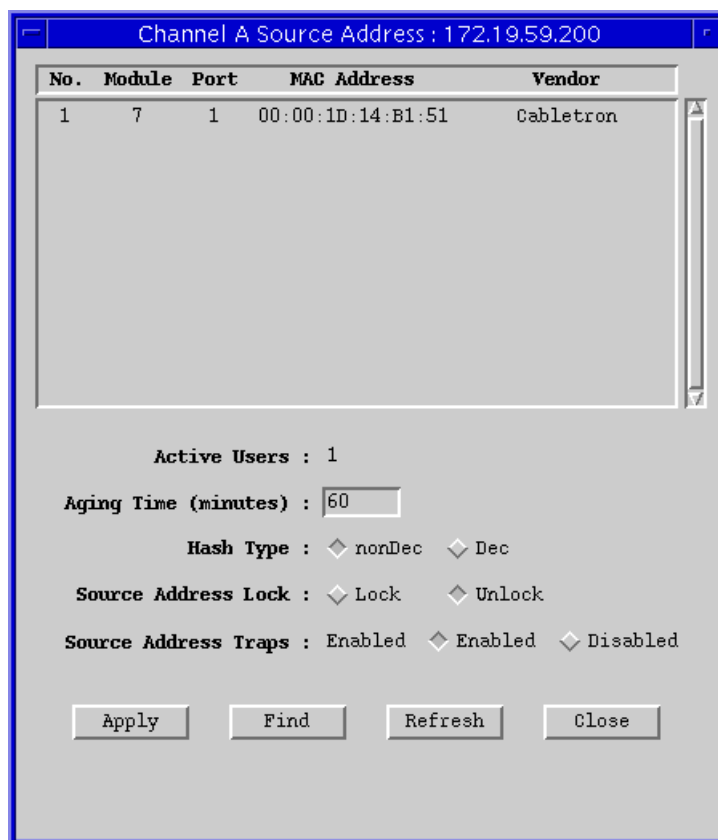 Channel A Source Address : 172.19.59.200
No. Module Port MAC Address Vendor
1 7 1 00:00:1D:14:B1:51 Cabletron
Active Users : 1
Aging Time (minutes) : 60
Hash Type : nonDec Dec
Source Address Lock : Lock Unlock
Source Address Traps : Enabled Enabled Disabled
Apply Find Refresh Close